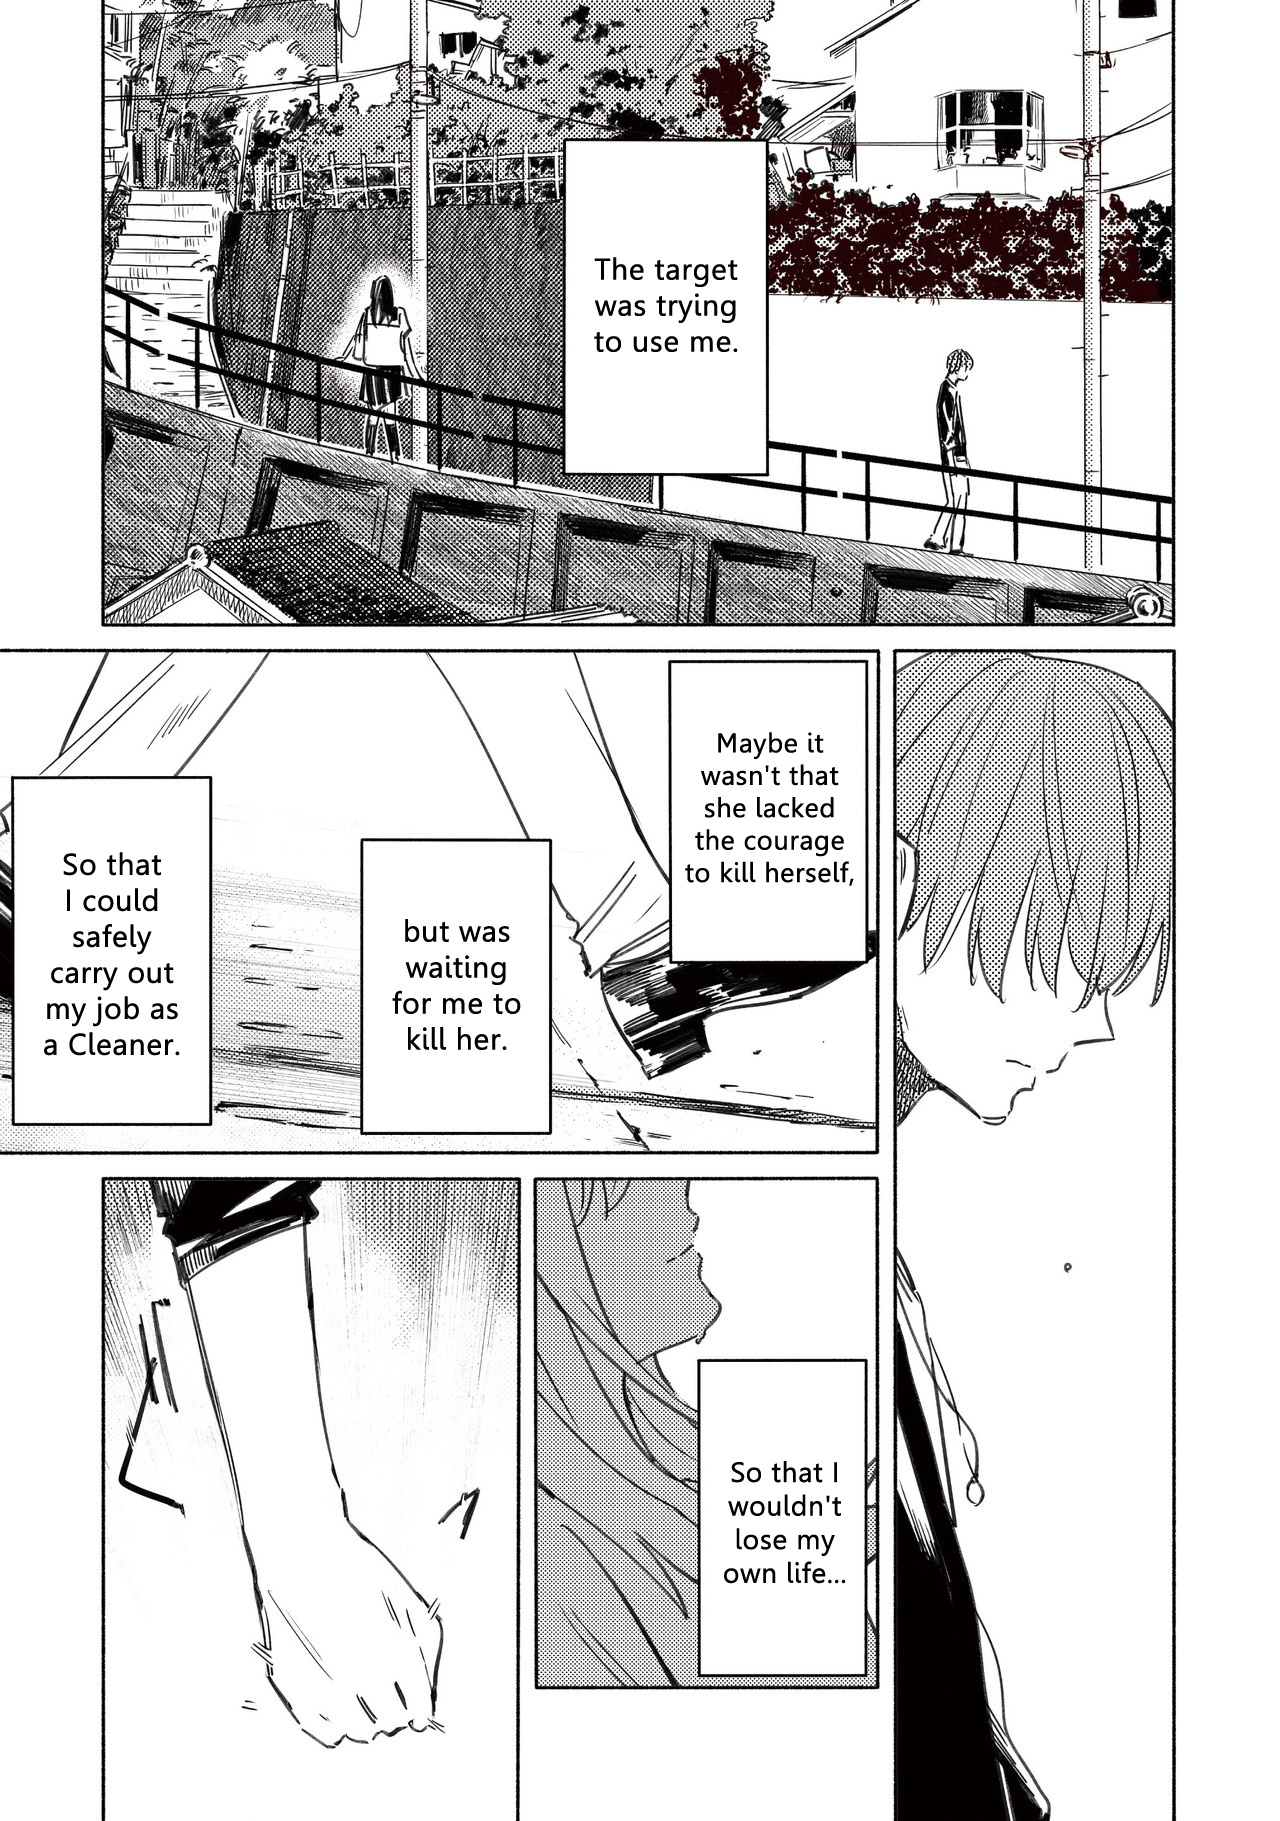 The target
was trying
to use me.
Maybe it
wasn't that
she lacked
the courage
to kill herself,
but was
waiting
for me to
kill her.
So that
I could
safely
carry out
my job as
a Cleaner.
So that I
wouldn't
lose my
own life...